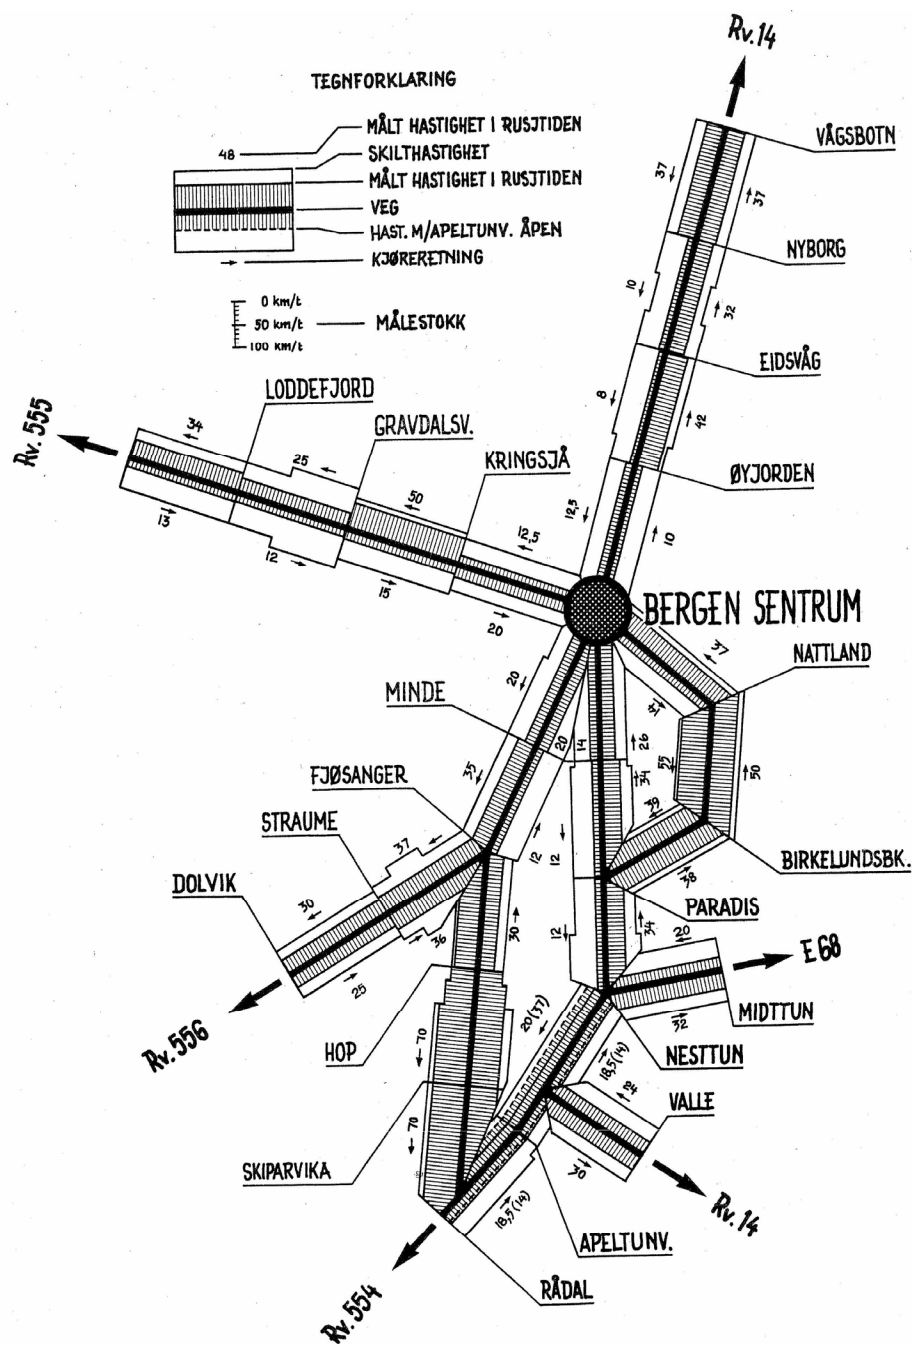 Rv.14
TEGNFORKLARING
48
MÅLT HASTIGHET I RUSJTIDEN
SKILTHASTIGHET
MÅLT HASTIGHET I RUSJTIDEN
VEG
HAST. M/APELTUNV. ÅPEN
KJØRERETNING
0 km/t
50 km/t
100 km/t
MÅLESTOKK
VÅGSBOTN
37
37
NYBORG
10
32
EIDSVÅG
8
42
ØYJORDEN
12,5
10
Rv. 555
LODDEFJORD
34
GRAVDALSV.
25
KRINGSJÅ
50
12,5
13
12
15
20
BERGEN SENTRUM
37
NATTLAND
20
MINDE
20
14
26
34
55
50
39
38
BIRKELUNDSBK.
35
FJØSANGER
STRAUME
37
12
12
DOLVIK
30
36
25
30
PARADIS
12
34
20
E 68
MIDTTUN
32
NESTTUN
Rv. 556
HOP
70
20(37)
18,5(14)
24
VALLE
70
SKIPARVIKA
30
18,5(14)
Rv. 14
APELTUNV.
RÅDAL
Rv. 554